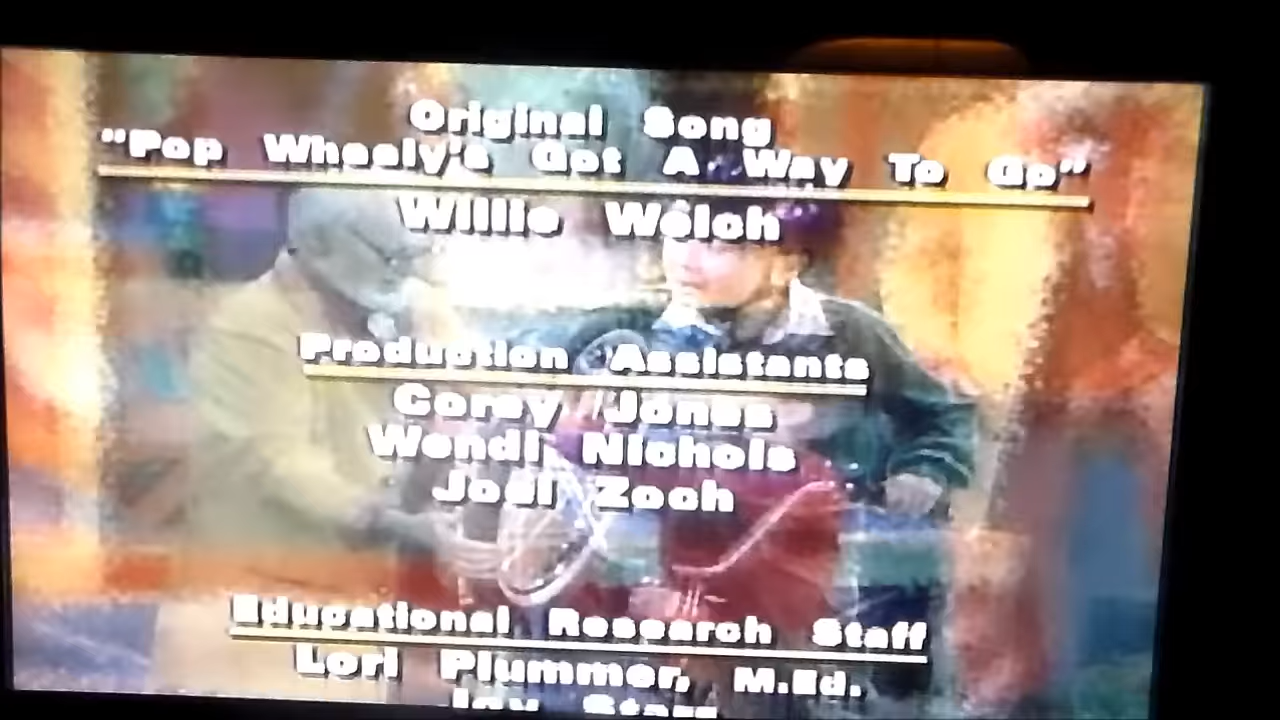 Original Song
"Pop Wheely's Got A Way To Go"
Willie Welch
Production Assistants
Corey Jones
Wendi Nichols
Jodi Zoch
Educational Research Staff
Lori Plummer, M.Ed.